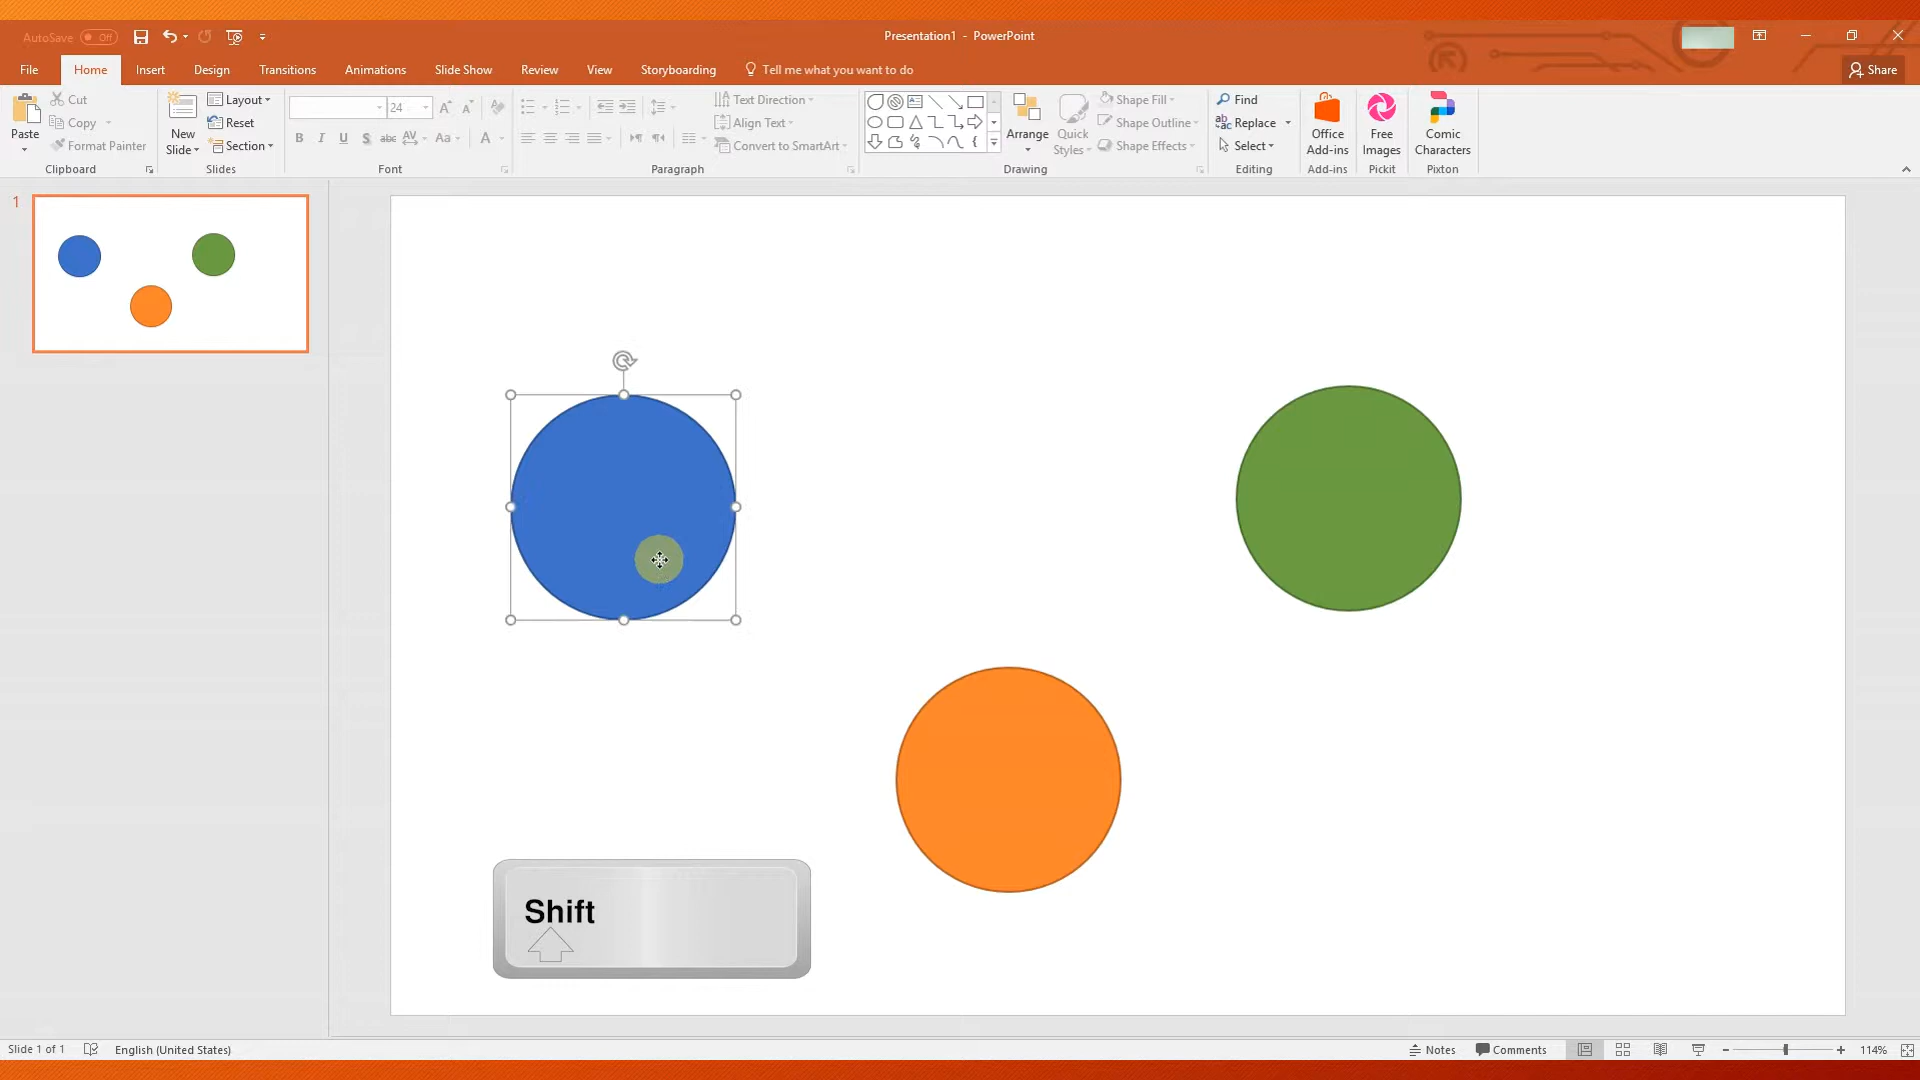 AutoSave Off
Presentation1 - PowerPoint
File Home Insert Design Transitions Animations Slide Show Review View Storyboarding Tell me what you want to do Share
Paste
Cut
Copy
Format Painter
Clipboard
New
Slide
Layout
Reset
Section
Slides
24
B I U S abc AV Aa A
Font
Text Direction
Align Text
Convert to SmartArt
Paragraph
Arrange
Quick
Styles
Shape Fill
Shape Outline
Shape Effects
Drawing
Find
Replace
Select
Editing
Office
Add-ins
Add-ins
Free
Images
Pickit
Comic
Characters
Pixton
1
Shift
Slide 1 of 1 English (United States) Notes Comments 114%